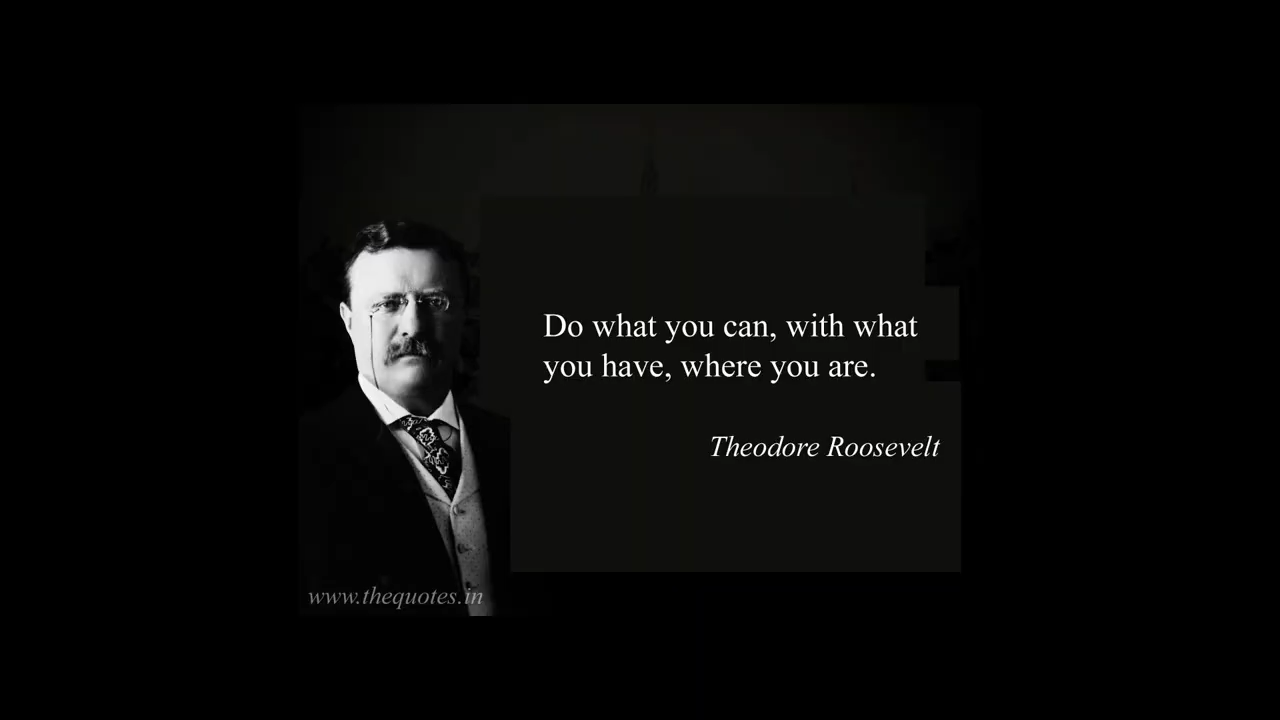 Do what you can, with what
you have, where you are.
Theodore Roosevelt
www.thequotes.in